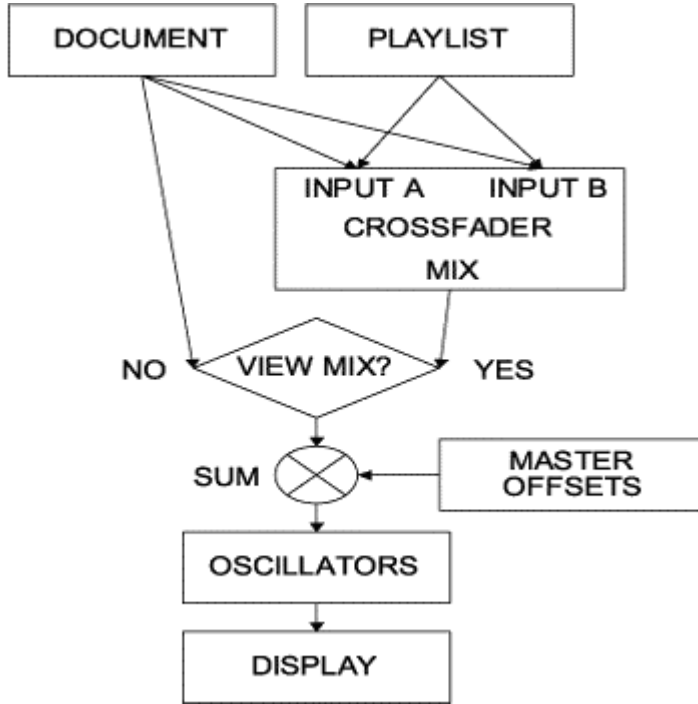 DOCUMENT
PLAYLIST
INPUT A
INPUT B
CROSSFADER
MIX
NO
VIEW MIX?
YES
SUM
MASTER
OFFSETS
OSCILLATORS
DISPLAY